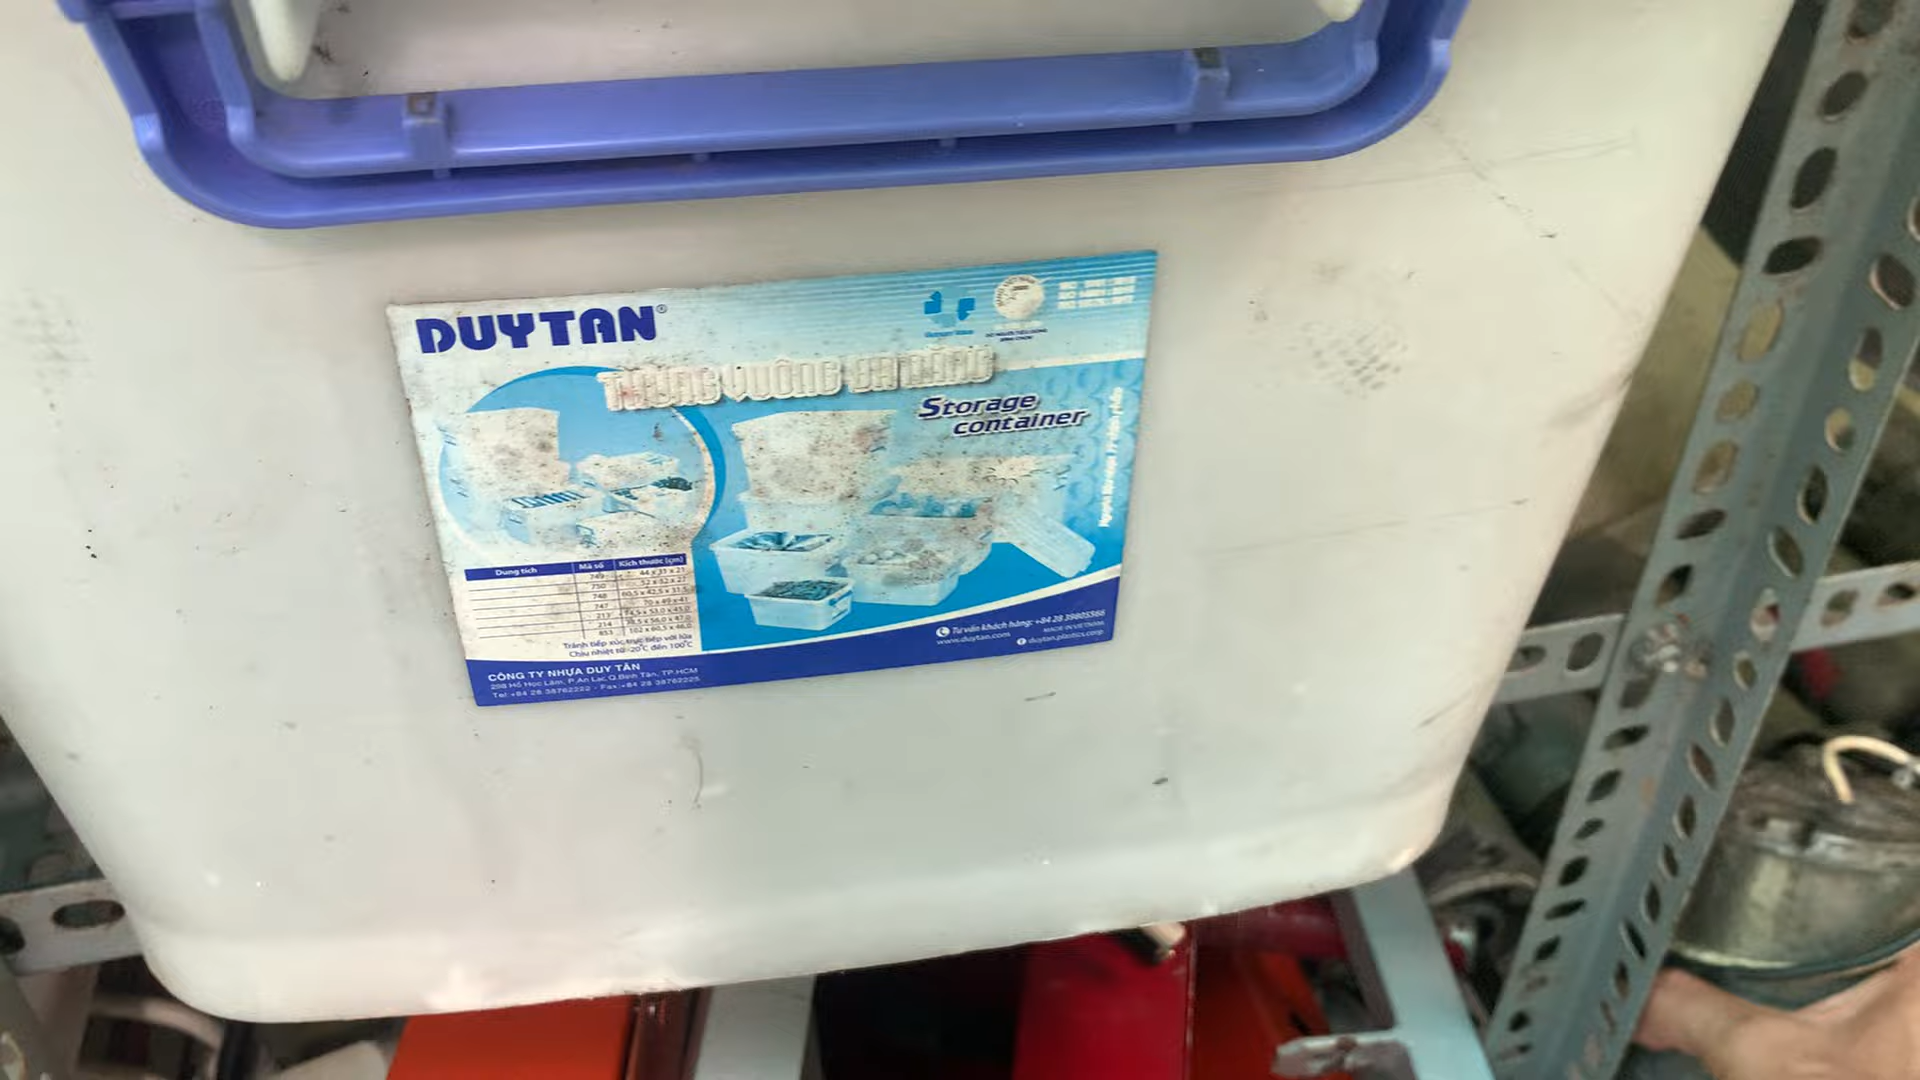 DUYTAN®
THÙNG VUÔNG ĐA NĂNG
Storage
container
Dung tích Mã số Kích thước (cm)
749 44 x 33 x 21
750 52 x 82 x 27
748 60,5 x 42,5 x 31,5
747 70 x 49 x 41
213 74,5 x 53,0 x 45,0
214 x 56,0 x 47,0
853 102 x 60,5 x 46,0
Tránh tiếp xúc trực tiếp với lửa
Chịu nhiệt từ -20°C đến 100°C
CÔNG TY NHỰA DUY TÂN
298 Hồ Học Lãm, P.An Lạc, Q.Bình Tân, TP.HCM
Tel: +84 28 38762222 - Fax: +84 28 38762225
Tư vấn khách hàng: +84 28 39805566
MADE IN VIETNAM
www.duytan.com duytan.plastics.corp